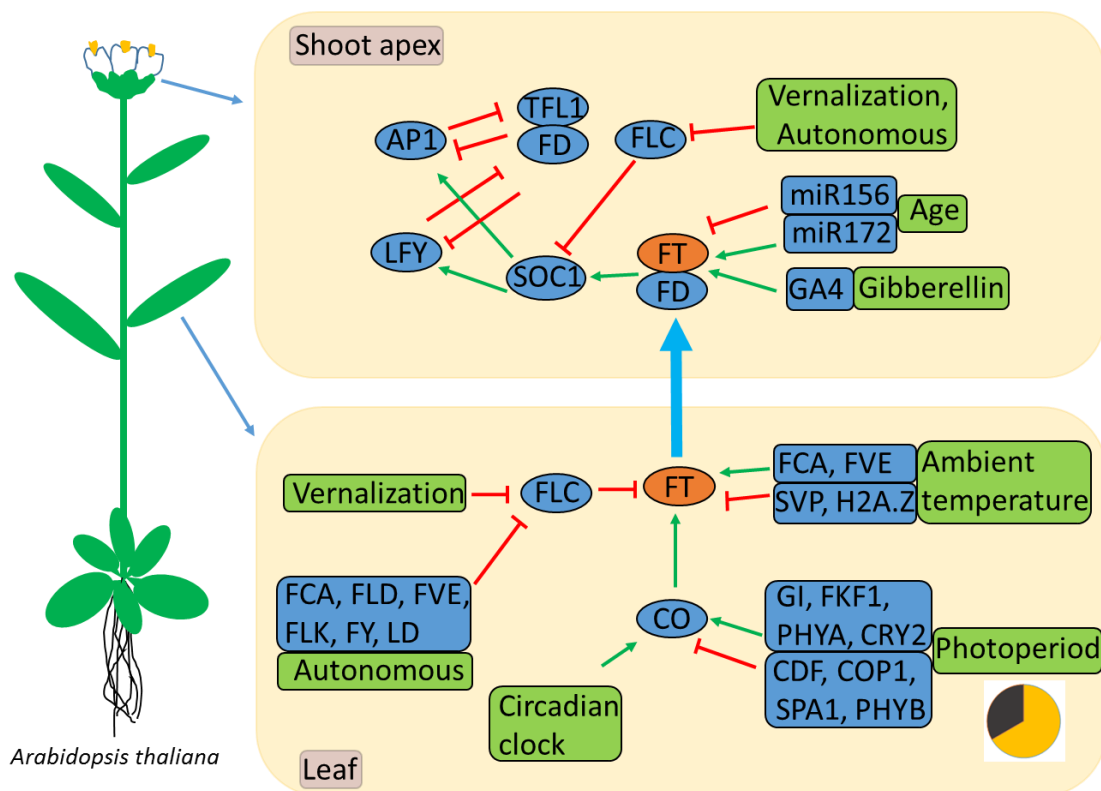 Shoot apex
TFL1
FD
AP1
FLC
Vernalization,
Autonomous
miR156
miR172
Age
LFY
SOC1
FT
FD
GA4
Gibberellin
Vernalization
FLC
FT
FCA, FVE
SVP, H2A.Z
Ambient
temperature
FCA, FLD, FVE,
FLK, FY, LD
Autonomous
CO
GI, FKF1,
PHYA, CRY2
CDF, COP1,
SPA1, PHYB
Photoperiod
Circadian
clock
Leaf
Arabidopsis thaliana